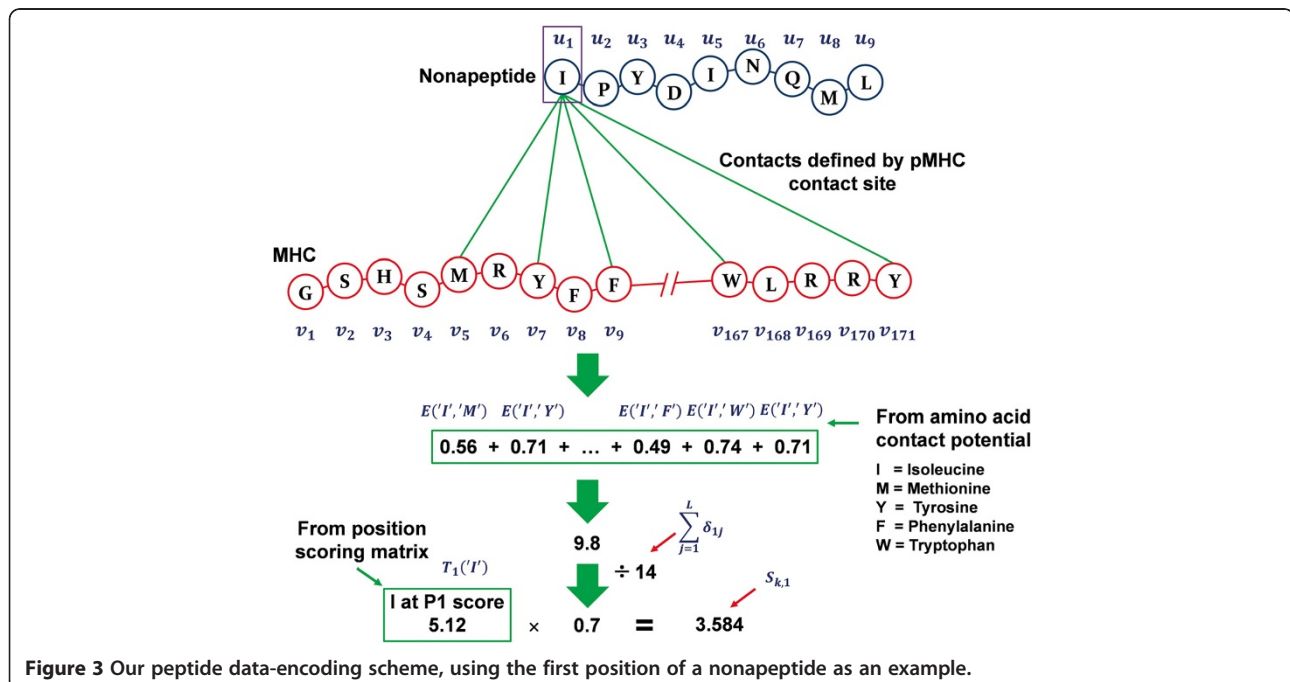 u1 u2 u3 u4 u5 u6 u7 u8 u9
Nonapeptide I P Y D I N Q M L
Contacts defined by pMHC
contact site
MHC
G S H S M R Y F F // W L R R Y
v1 v2 v3 v4 v5 v6 v7 v8 v9 v167 v168 v169 v170 v171
E('I','M') E('I','Y') E('I','F') E('I','W') E('I','Y')
0.56 + 0.71 + ... + 0.49 + 0.74 + 0.71
From amino acid
contact potential
I = Isoleucine
M = Methionine
Y = Tyrosine
F = Phenylalanine
W = Tryptophan
From position
scoring matrix
9.8
∑_{j=1}^{L} δ1j
÷ 14
T1('I')
Sk,1
I at P1 score
5.12 × 0.7 = 3.584
Figure 3 Our peptide data-encoding scheme, using the first position of a nonapeptide as an example.